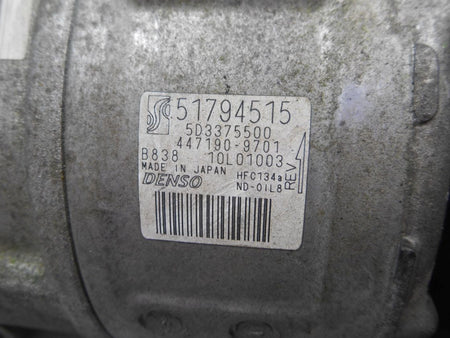 51794515
5D3375500
447190-9701
B838 10L01003
MADE IN JAPAN HFC134a
DENSO ND-OIL8
REV